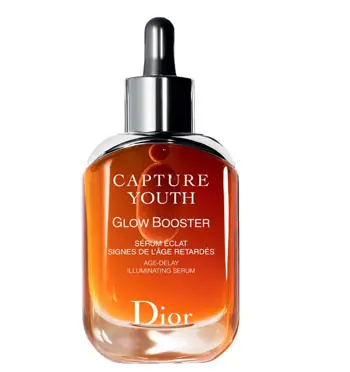 CAPTURE
YOUTH
GLOW BOOSTER
SÉRUM ÉCLAT
SIGNES DE L'ÂGE RETARDÉS
AGE-DELAY
ILLUMINATING SERUM
Dior